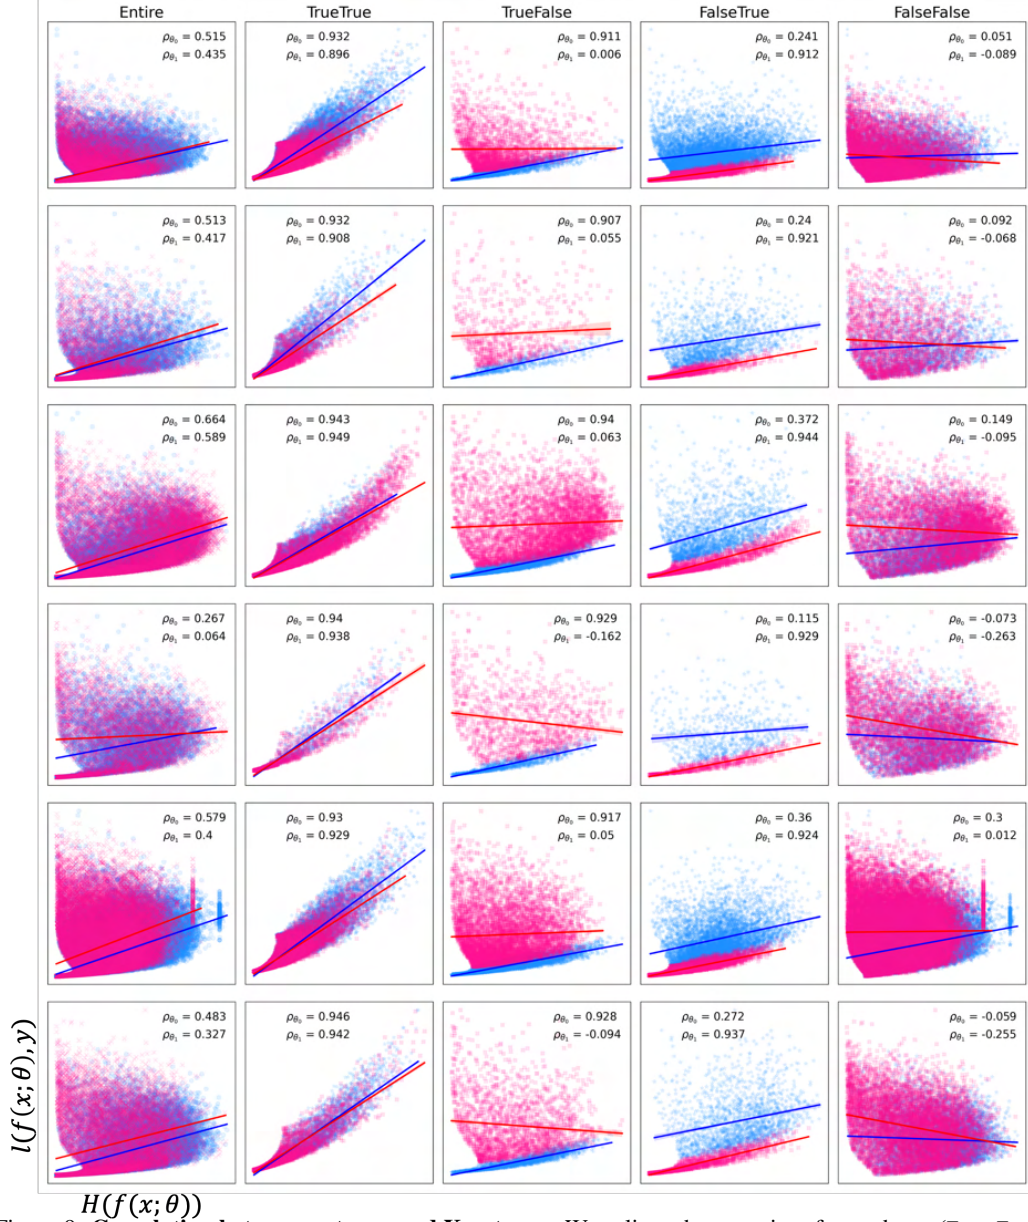 Entire TrueTrue TrueFalse FalseTrue FalseFalse
ρθ₀ = 0.515 ρθ₀ = 0.932 ρθ₀ = 0.911 ρθ₀ = 0.241 ρθ₀ = 0.051
ρθ₁ = 0.435 ρθ₁ = 0.896 ρθ₁ = 0.006 ρθ₁ = 0.912 ρθ₁ = -0.089
ρθ₀ = 0.513 ρθ₀ = 0.932 ρθ₀ = 0.907 ρθ₀ = 0.24 ρθ₀ = 0.092
ρθ₁ = 0.417 ρθ₁ = 0.908 ρθ₁ = 0.055 ρθ₁ = 0.921 ρθ₁ = -0.068
ρθ₀ = 0.664 ρθ₀ = 0.943 ρθ₀ = 0.94 ρθ₀ = 0.372 ρθ₀ = 0.149
ρθ₁ = 0.589 ρθ₁ = 0.949 ρθ₁ = 0.063 ρθ₁ = 0.944 ρθ₁ = -0.095
ρθ₀ = 0.267 ρθ₀ = 0.94 ρθ₀ = 0.929 ρθ₀ = 0.115 ρθ₀ = -0.073
ρθ₁ = 0.064 ρθ₁ = 0.938 ρθ₁ = -0.162 ρθ₁ = 0.929 ρθ₁ = -0.263
ρθ₀ = 0.579 ρθ₀ = 0.93 ρθ₀ = 0.917 ρθ₀ = 0.36 ρθ₀ = 0.3
ρθ₁ = 0.4 ρθ₁ = 0.929 ρθ₁ = 0.05 ρθ₁ = 0.924 ρθ₁ = 0.012
ρθ₀ = 0.483 ρθ₀ = 0.946 ρθ₀ = 0.928 ρθ₀ = 0.272 ρθ₀ = -0.059
ρθ₁ = 0.327 ρθ₁ = 0.942 ρθ₁ = -0.094 ρθ₁ = 0.937 ρθ₁ = -0.255
l(f(x; θ), y)
H(f(x; θ))